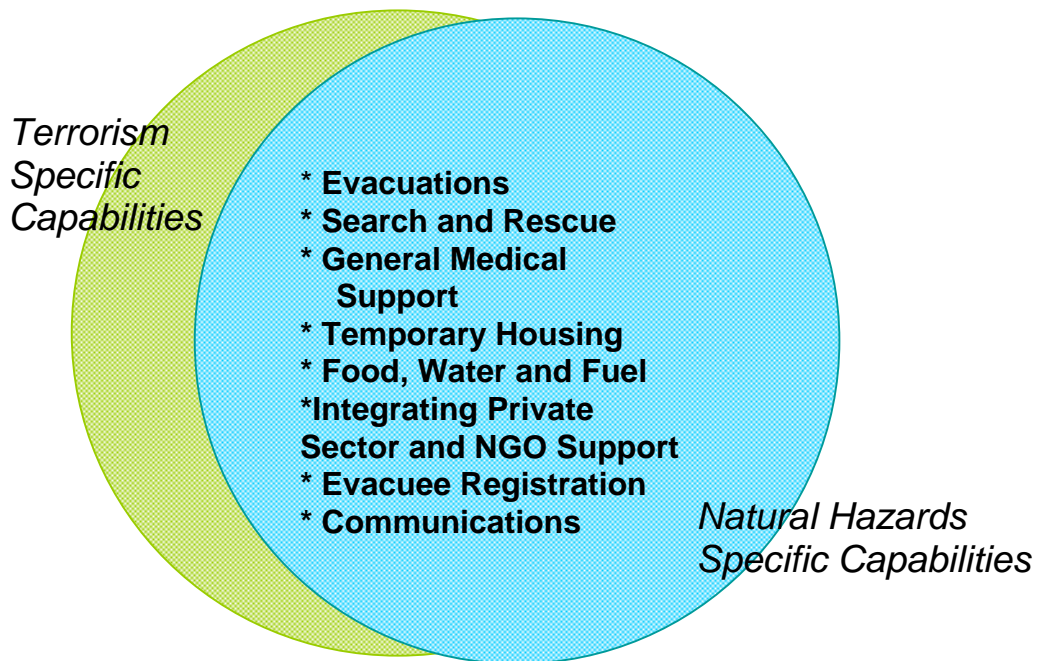 Terrorism
Specific
Capabilities
* Evacuations
* Search and Rescue
* General Medical
Support
* Temporary Housing
* Food, Water and Fuel
*Integrating Private
Sector and NGO Support
* Evacuee Registration
* Communications
Natural Hazards
Specific Capabilities